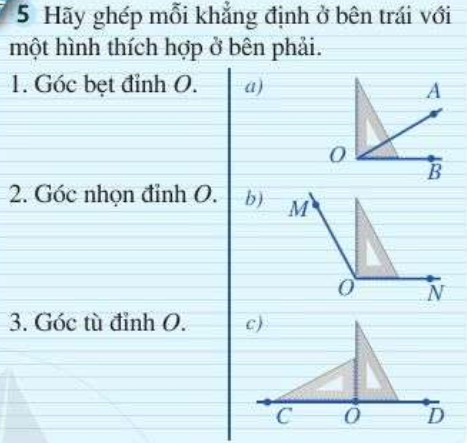 5 Hãy ghép mỗi khẳng định ở bên trái với
một hình thích hợp ở bên phải.
1. Góc bẹt đỉnh O.
a)
A
O
B
2. Góc nhọn đỉnh O.
b)
M
O
N
3. Góc tù đỉnh O.
c)
C O D